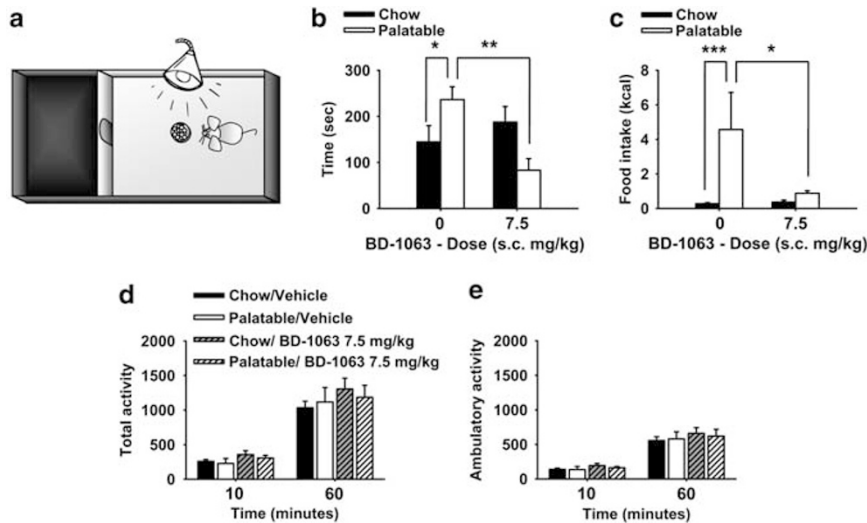 a
b
Chow
Palatable
*
**
300
200
100
0
Time (sec)
0
7.5
BD-1063 - Dose (s.c. mg/kg)
c
Chow
Palatable
***
*
8
6
4
2
0
Food intake (kcal)
0
7.5
BD-1063 - Dose (s.c. mg/kg)
d
Chow/Vehicle
Palatable/Vehicle
Chow/ BD-1063 7.5 mg/kg
Palatable/ BD-1063 7.5 mg/kg
2000
1500
1000
500
0
Total activity
10
60
Time (minutes)
e
2000
1500
1000
500
0
Ambulatory activity
10
60
Time (minutes)